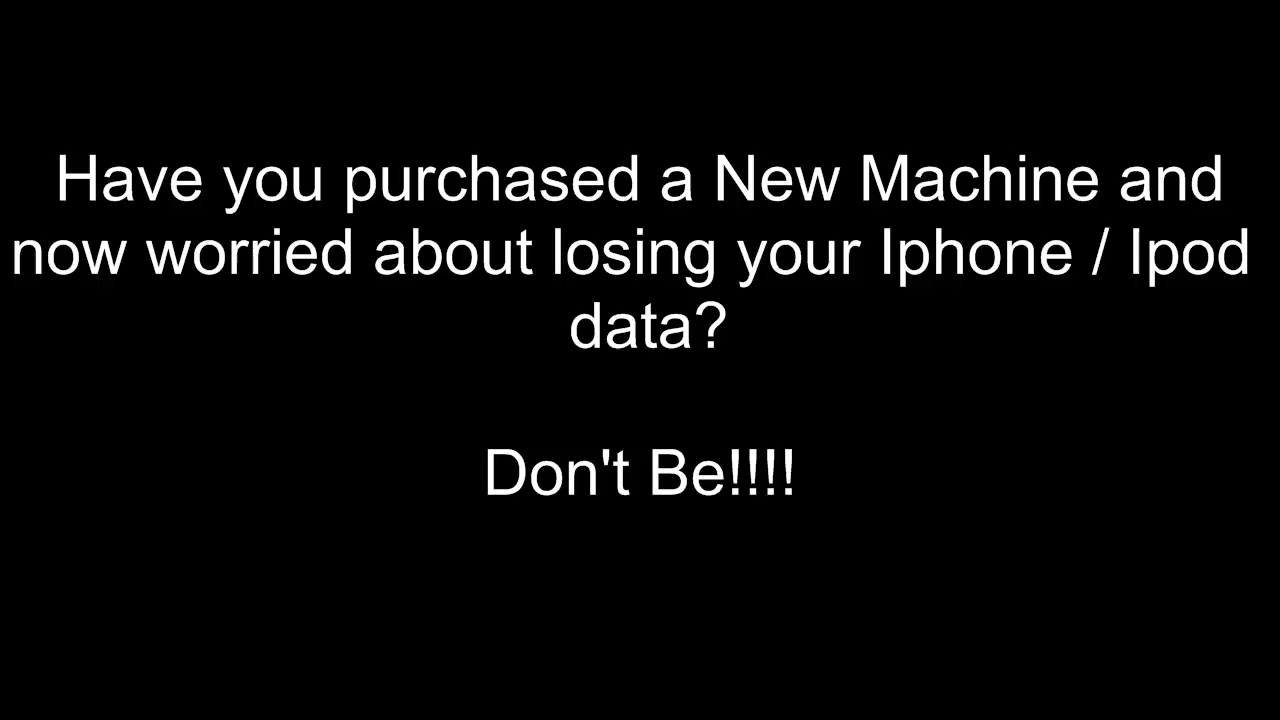 Have you purchased a New Machine and
now worried about losing your Iphone / Ipod
data?
Don't Be!!!!